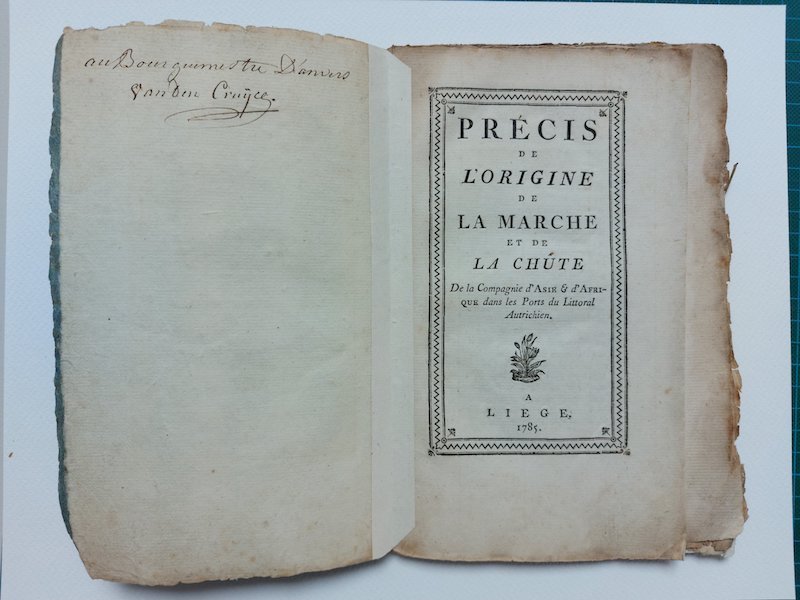 au Bourguemestre D'anvers
Van den Cruÿce.
PRÉCIS
DE
L'ORIGINE
DE
LA MARCHE
ET DE
LA CHÛTE
De la Compagnie d'ASIE & d'AFRI-
QUE dans les Ports du Littoral
Autrichien.
A
LIEGE,
1785.